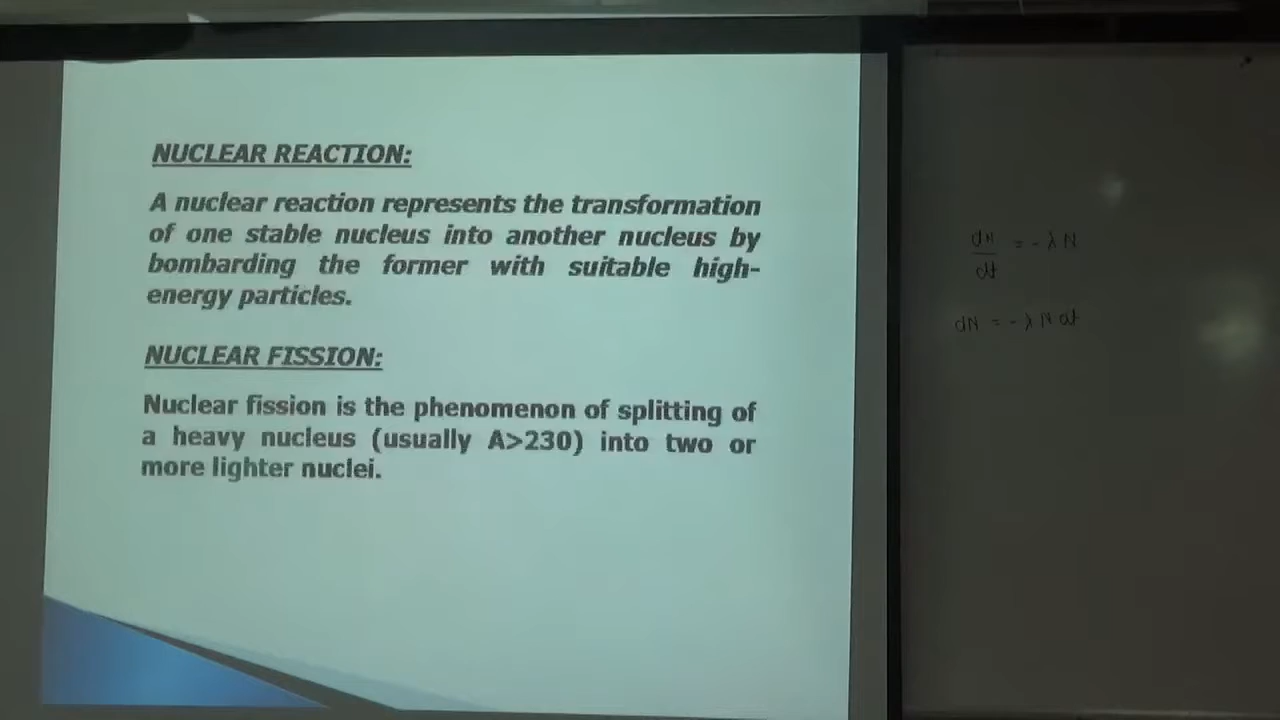 NUCLEAR REACTION:
A nuclear reaction represents the transformation
of one stable nucleus into another nucleus by
bombarding the former with suitable high-
energy particles.
NUCLEAR FISSION:
Nuclear fission is the phenomenon of splitting of
a heavy nucleus (usually A>230) into two or
more lighter nuclei.
dN
= - λ N
dt
dN = - λ N dt